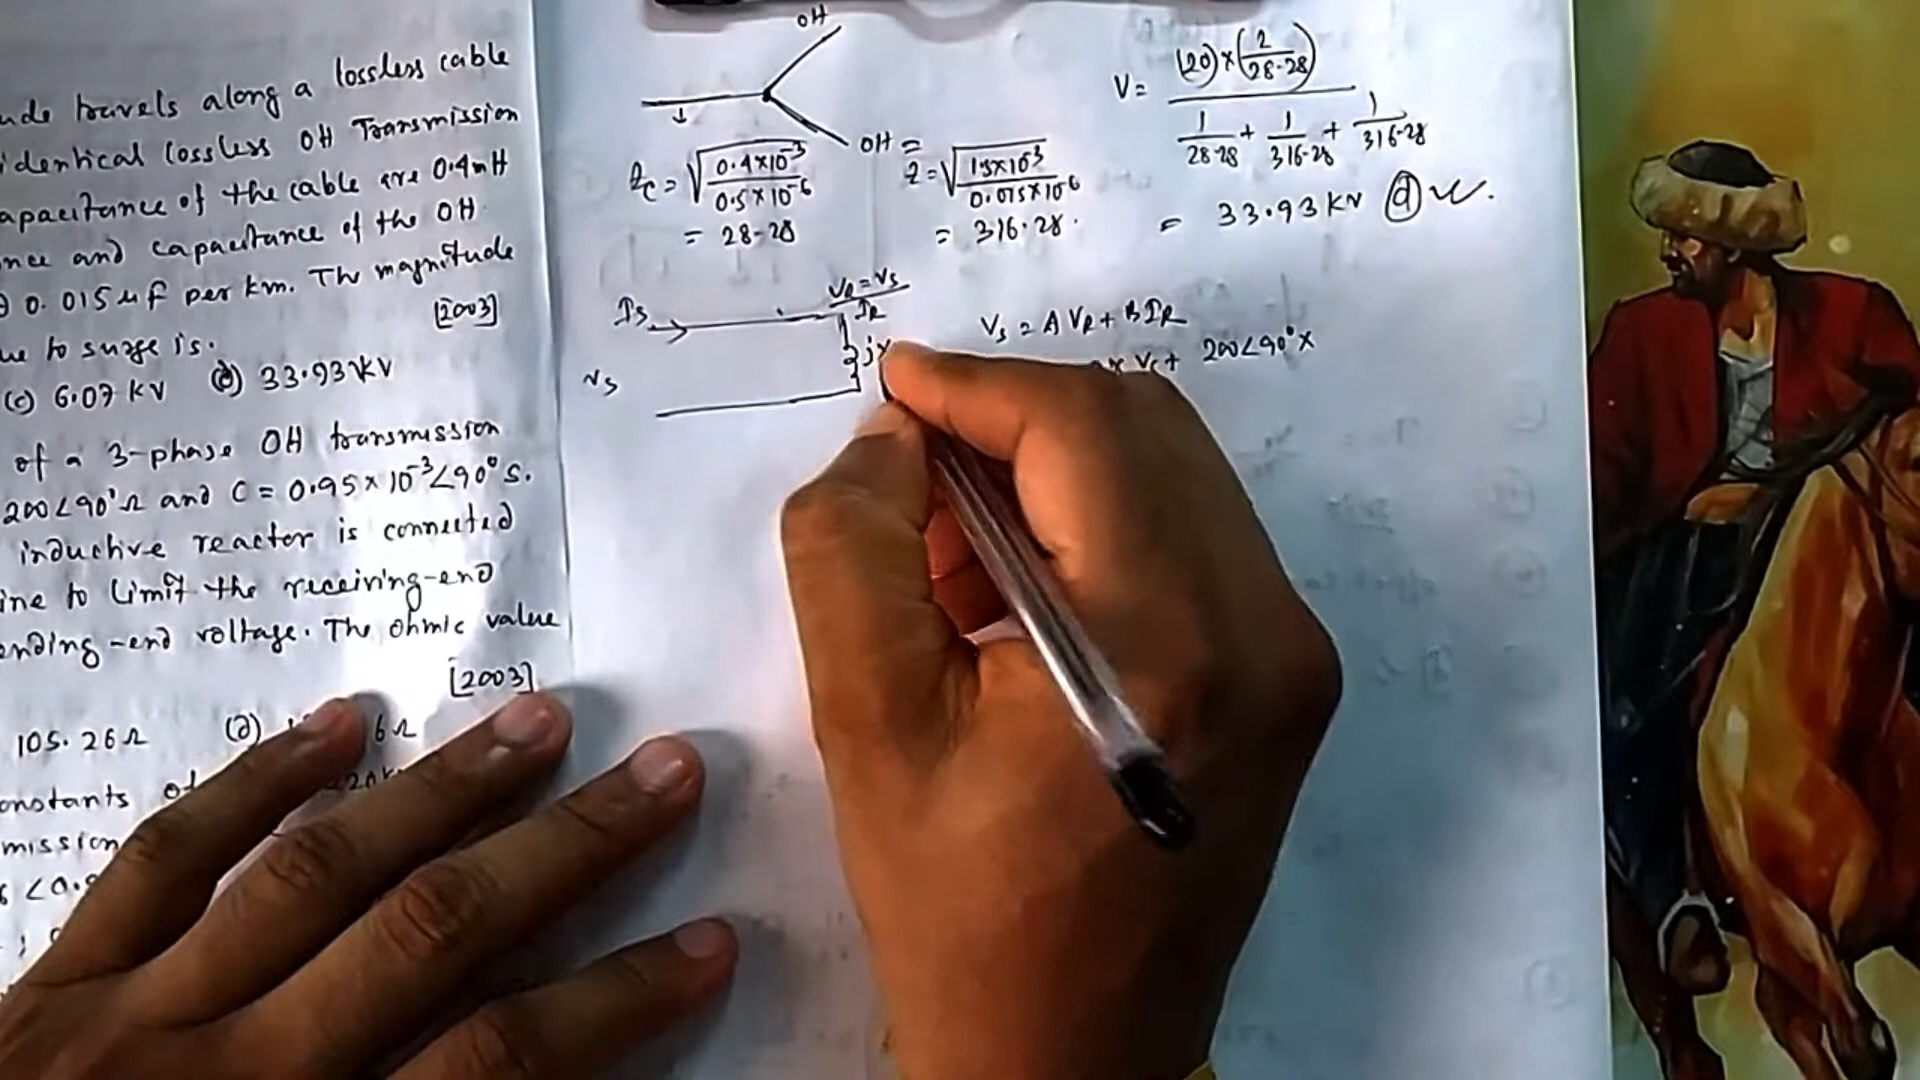 ude travels along a lossless cable
identical lossless OH Transmission
apacitance of the cable are 0.4mH
nce and capacitance of the OH
0.015 μf per km. The magnitude
ue to surge is. [2003]
(c) 6.07 KV (d) 33.93 KV
of a 3-phase OH transmission
200∠90°Ω and C = 0.95 × 10⁻³∠90° S.
inductive reactor is connected
ine to limit the receiving-end
ending-end voltage. The ohmic value
[2003]
105.26Ω (d) 6Ω
onstants of
mission
OH
OH =
Zc = √(0.4×10⁻³ / 0.5×10⁻⁶)
= 28.28
Z = √(1.5×10⁻³ / 0.015×10⁻⁶)
= 316.28.
V = (20)×(2/28.28) / (1/28.28 + 1/316.28 + 1/316.28)
= 33.93 KV (d)
Is
VR = VS
IR
jX
VS
VS = A VR + B IR
VS + 200∠90° ×